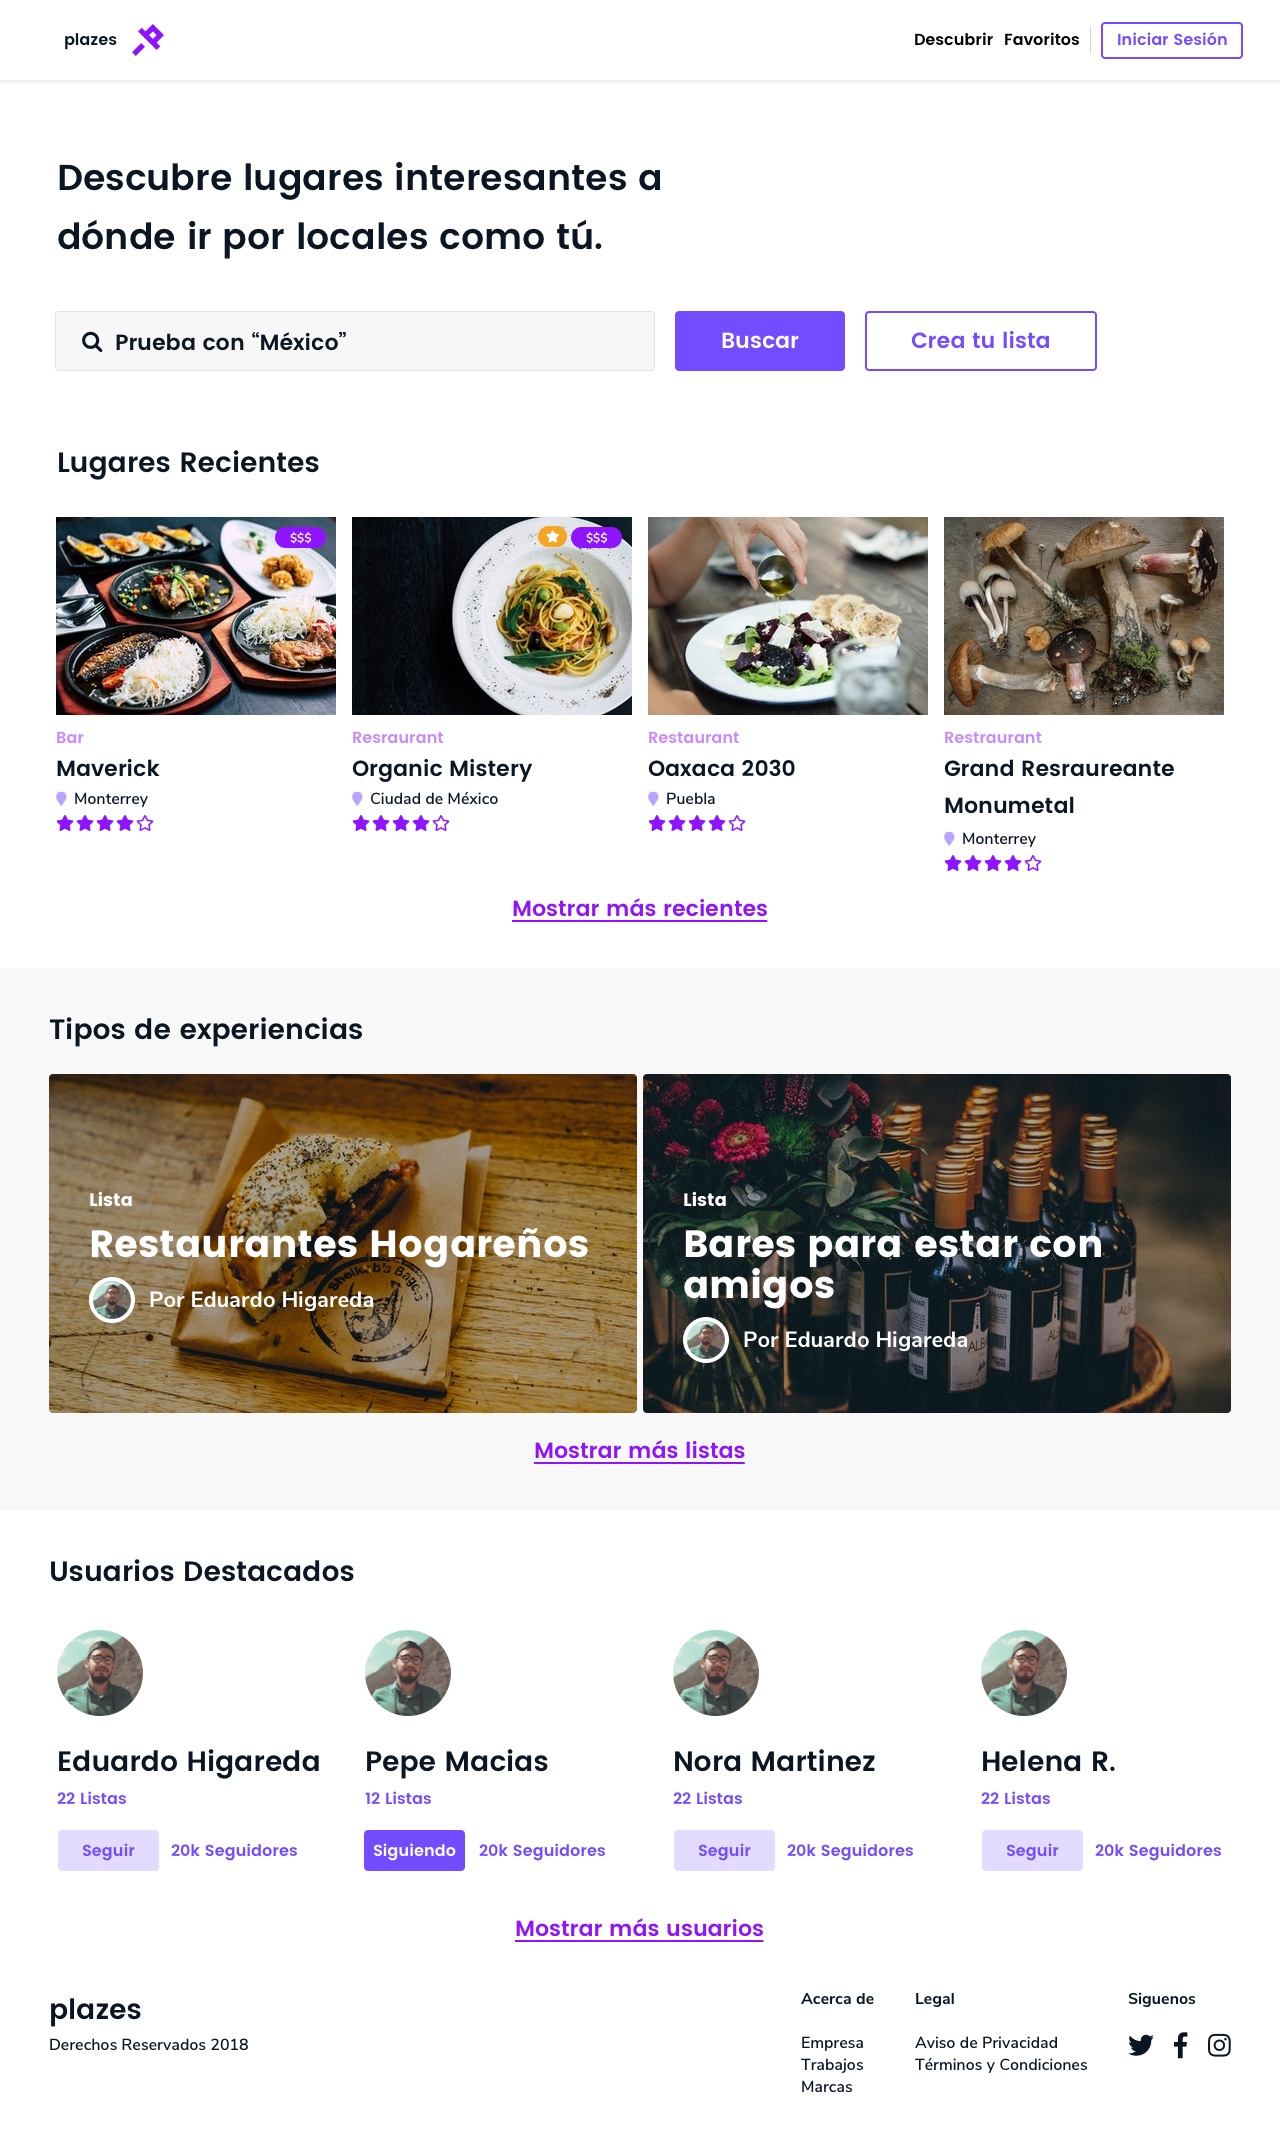 plazes
Descubrir Favoritos Iniciar Sesión
Descubre lugares interesantes a
dónde ir por locales como tú.
Prueba con “México”
Buscar
Crea tu lista
Lugares Recientes
$$$
$$$
Bar
Maverick
Monterrey
Resraurant
Organic Mistery
Ciudad de México
Restaurant
Oaxaca 2030
Puebla
Restraurant
Grand Resraureante
Monumetal
Monterrey
Mostrar más recientes
Tipos de experiencias
Lista
Restaurantes Hogareños
Por Eduardo Higareda
Lista
Bares para estar con
amigos
Por Eduardo Higareda
Mostrar más listas
Usuarios Destacados
Eduardo Higareda
22 Listas
Seguir 20k Seguidores
Pepe Macias
12 Listas
Siguiendo 20k Seguidores
Nora Martinez
22 Listas
Seguir 20k Seguidores
Helena R.
22 Listas
Seguir 20k Seguidores
Mostrar más usuarios
plazes
Derechos Reservados 2018
Acerca de
Empresa
Trabajos
Marcas
Legal
Aviso de Privacidad
Términos y Condiciones
Siguenos